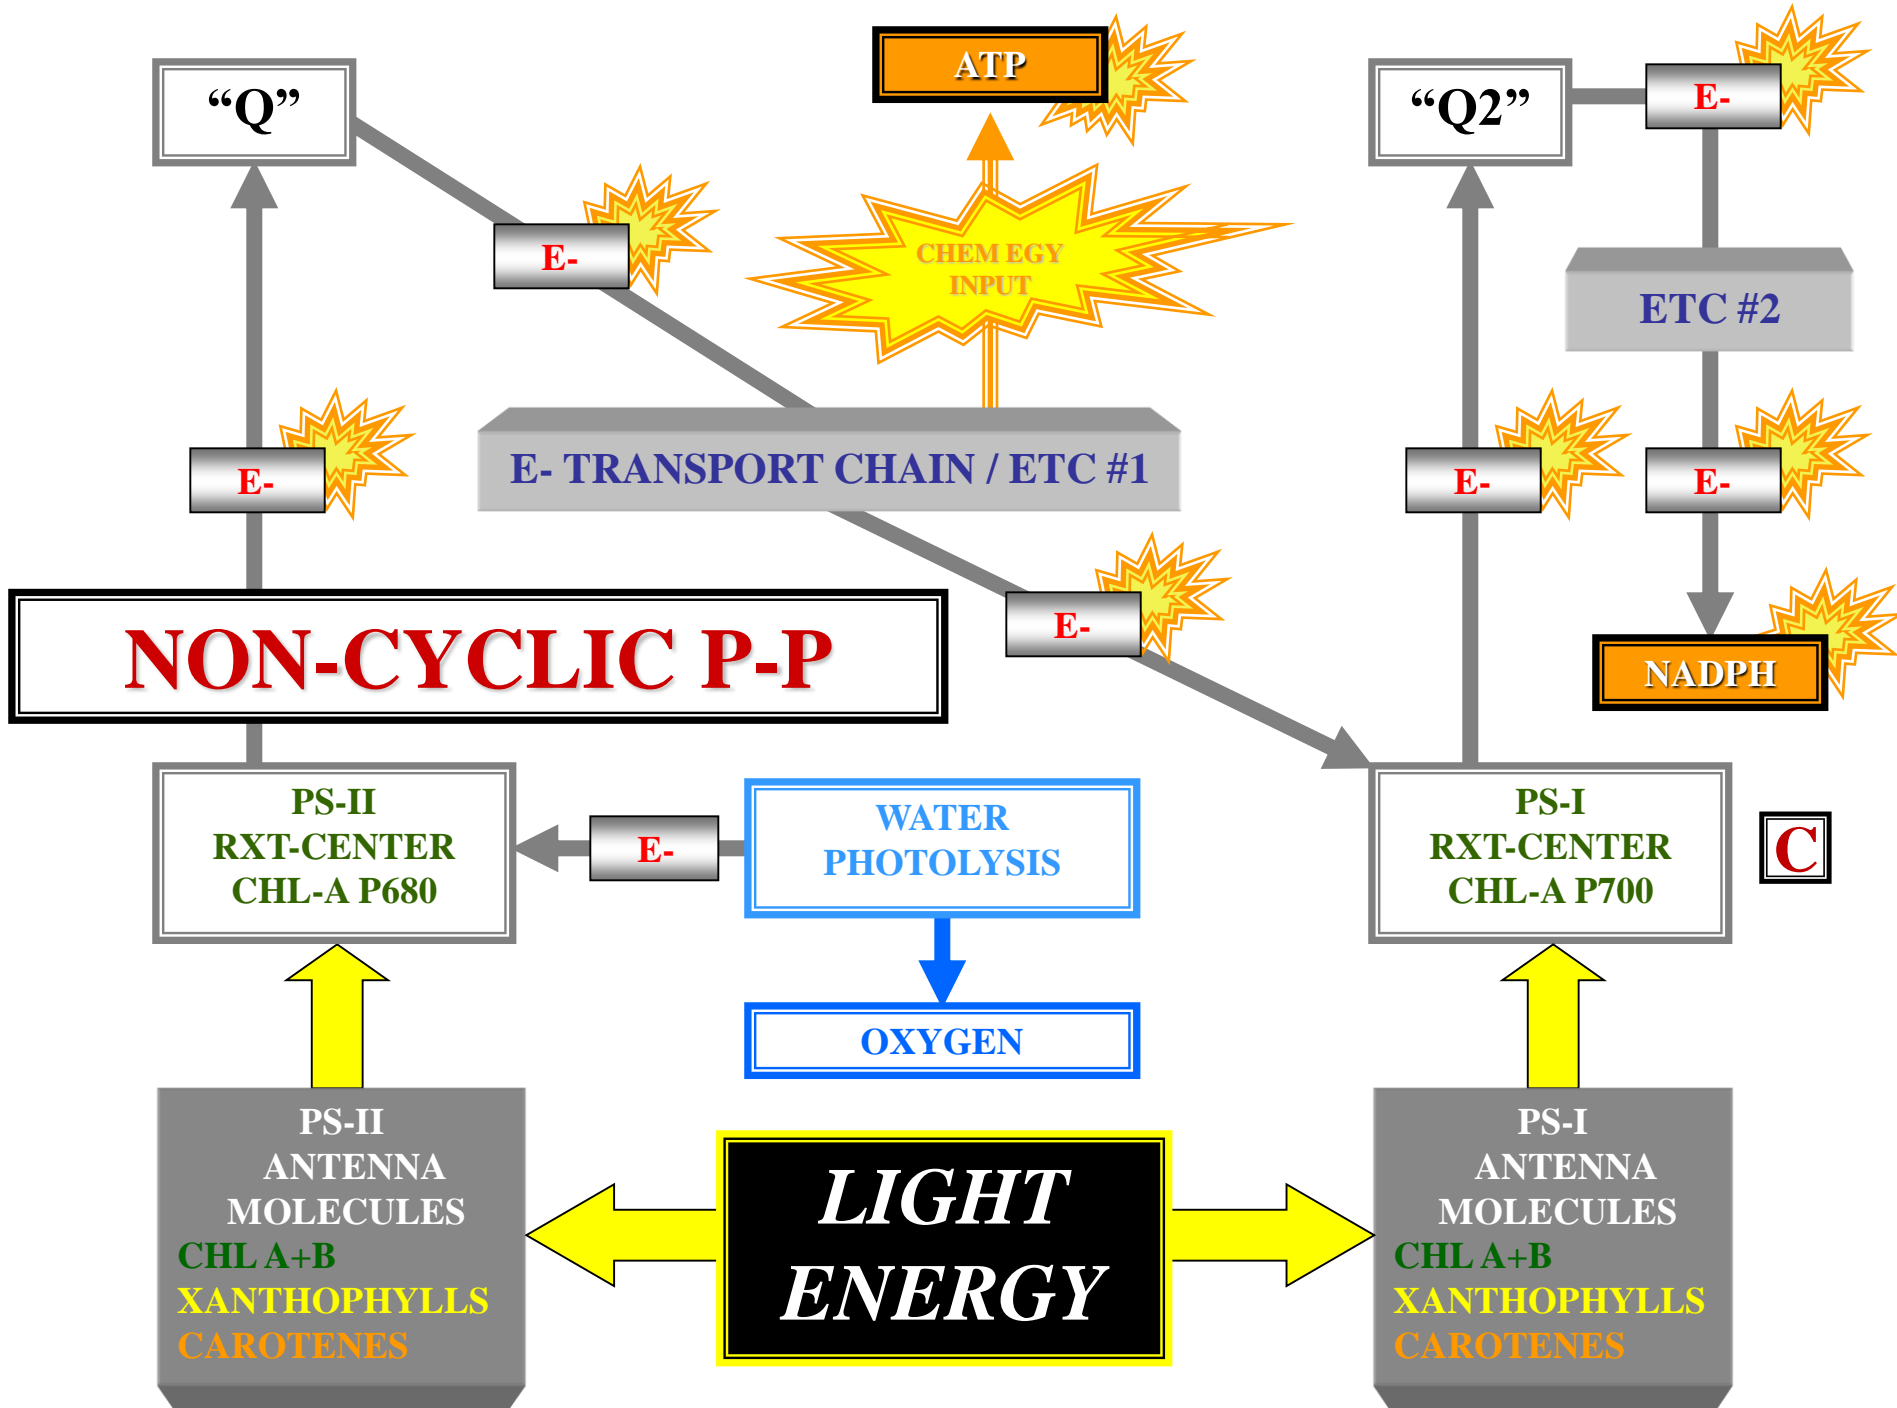 ATP
“Q”
“Q2”
E-
E-
CHEM EGY
INPUT
ETC #2
E- TRANSPORT CHAIN / ETC #1
E-
E-
E-
E-
NON-CYCLIC P-P
NADPH
PS-II
RXT-CENTER
CHL-A P680
E-
WATER
PHOTOLYSIS
PS-I
RXT-CENTER
CHL-A P700
C
OXYGEN
PS-II
ANTENNA
MOLECULES
CHL A+B
XANTHOPHYLLS
CAROTENES
LIGHT
ENERGY
PS-I
ANTENNA
MOLECULES
CHL A+B
XANTHOPHYLLS
CAROTENES